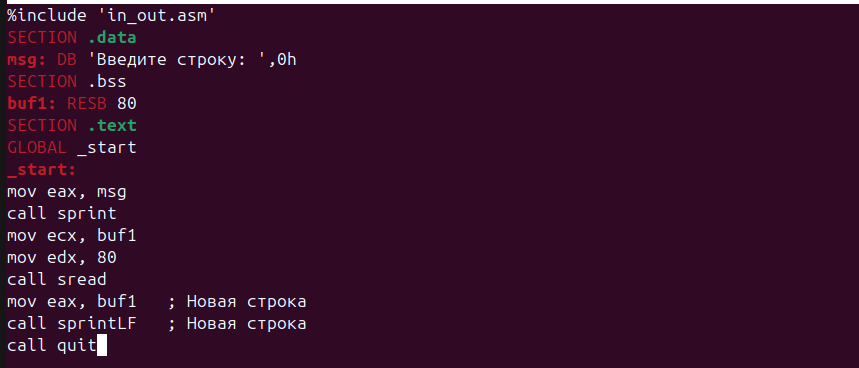 %include 'in_out.asm'
SECTION .data
msg: DB 'Введите строку: ',0h
SECTION .bss
buf1: RESB 80
SECTION .text
GLOBAL _start
_start:
mov eax, msg
call sprint
mov ecx, buf1
mov edx, 80
call sread
mov eax, buf1   ; Новая строка
call sprintLF   ; Новая строка
call quit